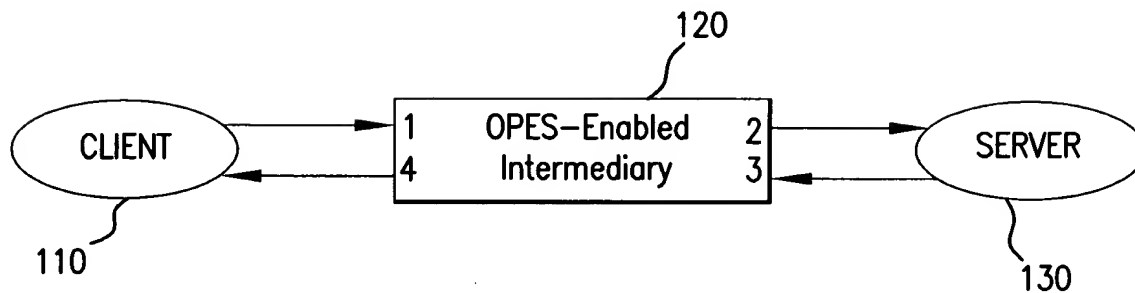 120
CLIENT
1 OPES-Enabled 2
4 Intermediary 3
SERVER
110
130